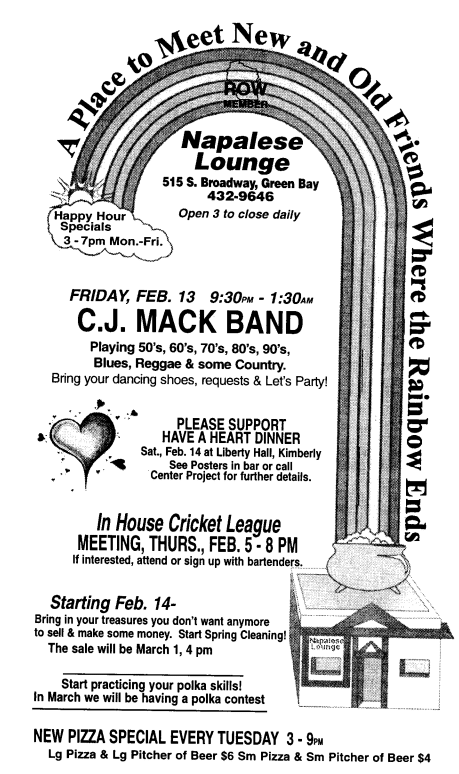 A Place to Meet New and Old Friends Where the Rainbow Ends
ROW
MEMBER
Napalese
Lounge
515 S. Broadway, Green Bay
432-9646
Open 3 to close daily
Happy Hour
Specials
3 - 7pm Mon.-Fri.
FRIDAY, FEB. 13 9:30PM - 1:30AM
C.J. MACK BAND
Playing 50's, 60's, 70's, 80's, 90's,
Blues, Reggae & some Country.
Bring your dancing shoes, requests & Let's Party!
PLEASE SUPPORT
HAVE A HEART DINNER
Sat., Feb. 14 at Liberty Hall, Kimberly
See Posters in bar or call
Center Project for further details.
In House Cricket League
MEETING, THURS., FEB. 5 - 8 PM
If interested, attend or sign up with bartenders.
Starting Feb. 14-
Bring in your treasures you don't want anymore
to sell & make some money. Start Spring Cleaning!
The sale will be March 1, 4 pm
Napalese
Lounge
Start practicing your polka skills!
In March we will be having a polka contest
NEW PIZZA SPECIAL EVERY TUESDAY 3 - 9PM
Lg Pizza & Lg Pitcher of Beer $6 Sm Pizza & Sm Pitcher of Beer $4